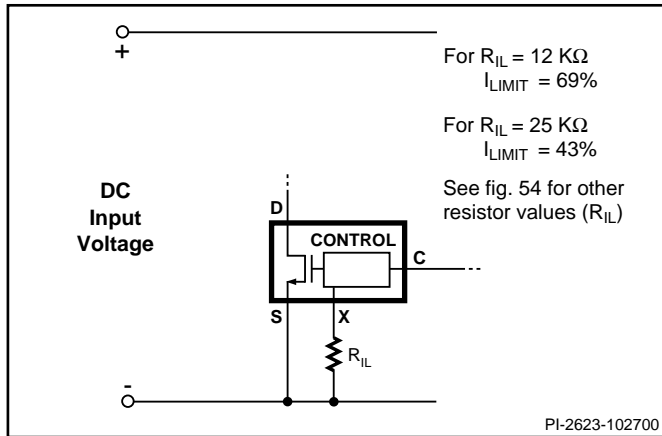 +
For R_IL = 12 KΩ
I_LIMIT = 69%
For R_IL = 25 KΩ
I_LIMIT = 43%
See fig. 54 for other
resistor values (R_IL)
DC
Input
Voltage
D
CONTROL
C
S
X
R_IL
-
PI-2623-102700